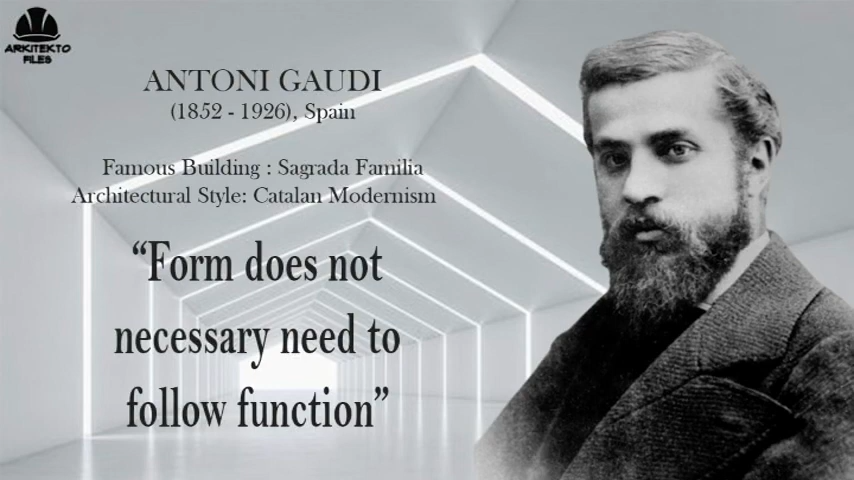 ARKITEKTO
FILES
ANTONI GAUDI
(1852 - 1926), Spain
Famous Building : Sagrada Familia
Architectural Style: Catalan Modernism
“Form does not
necessary need to
follow function”